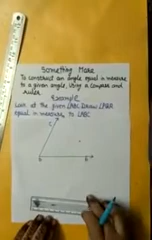 Something More
To construct an angle equal in measure
to a given angle, using a Compass and
ruler
Example
Look at the given ∠ABC. Draw ∠PQR
equal in measure to ∠ABC
C
B
A